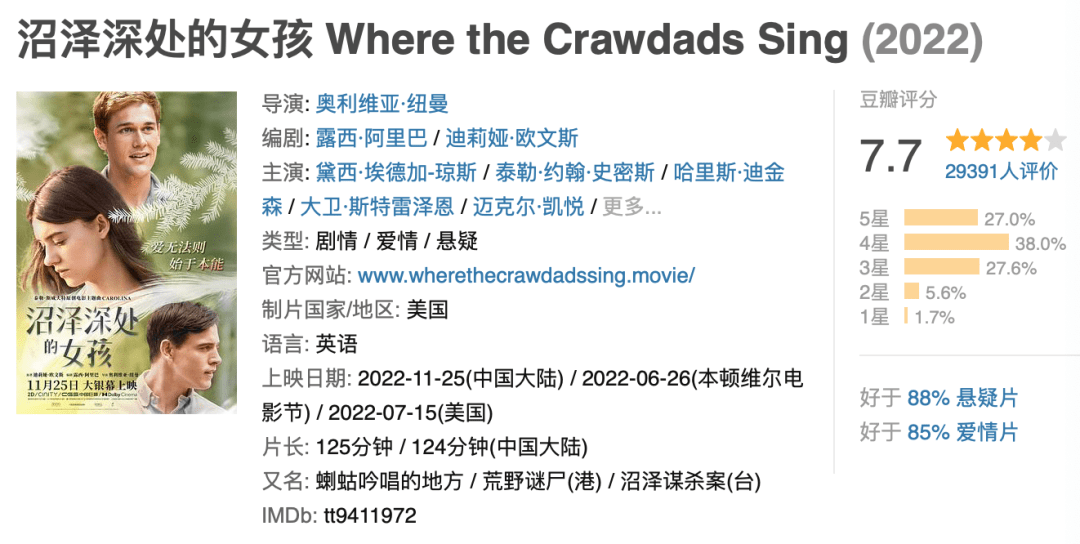 沼泽深处的女孩 Where the Crawdads Sing (2022)
爱无法则
始于本能
沼泽深处
的女孩
11月25日 大银幕上映
导演: 奥利维亚·纽曼
编剧: 露西·阿里巴 / 迪莉娅·欧文斯
主演: 黛西·埃德加-琼斯 / 泰勒·约翰·史密斯 / 哈里斯·迪金
森 / 大卫·斯特雷泽恩 / 迈克尔·凯悦 / 更多...
类型: 剧情 / 爱情 / 悬疑
官方网站: www.wherethecrawdadssing.movie/
制片国家/地区: 美国
语言: 英语
上映日期: 2022-11-25(中国大陆) / 2022-06-26(本顿维尔电
影节) / 2022-07-15(美国)
片长: 125分钟 / 124分钟(中国大陆)
又名: 蝲蛄吟唱的地方 / 荒野谜尸(港) / 沼泽谋杀案(台)
IMDb: tt9411972
豆瓣评分
7.7
29391人评价
5星 27.0%
4星 38.0%
3星 27.6%
2星 5.6%
1星 1.7%
好于 88% 悬疑片
好于 85% 爱情片